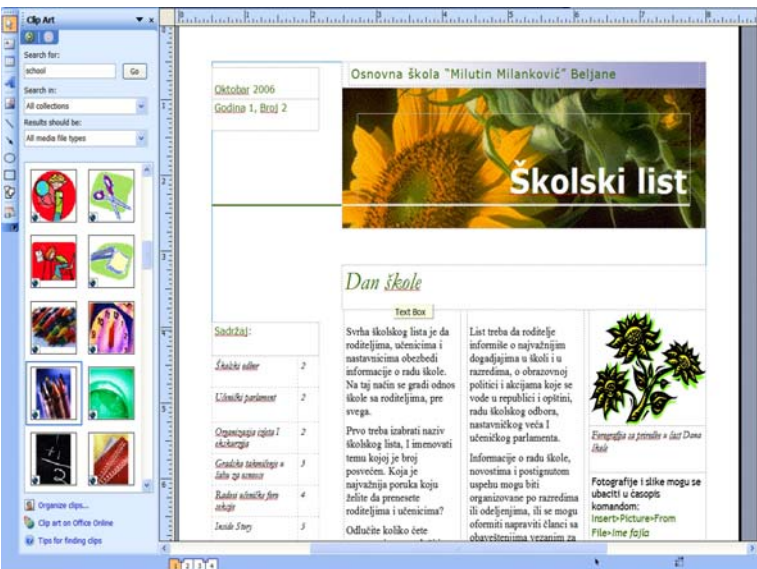 Clip Art
Search for:
school
Go
Search in:
All collections
Results should be:
All media file types
Organize clips...
Clip art on Office Online
Tips for finding clips
Oktobar 2006
Godina 1, Broj 2
Osnovna škola "Milutin Milanković" Beljane
Školski list
Dan škole
Text Box
Sadržaj:
Školski odbor 2
Učenički parlament 2
Organizacija izleta I
ekskurzija 2
Gradsko takmičenje u
šahu za osnovce 3
Radovi učenika foto
sekcije 4
Inside Story 5
Svrha školskog lista je da
roditeljima, učenicima i
nastavnicima obezbedi
informacije o radu škole.
Na taj način se gradi odnos
škole sa roditeljima, pre
svega.
Prvo treba izabrati naziv
školskog lista, I imenovati
temu kojoj je broj
posvećen. Koja je
najvažnija poruka koju
želite da prenesete
roditeljima i učenicima?
Odlučite koliko ćete
List treba da roditelje
informiše o najvažnijim
dogadjajima u školi i u
razredima, o obrazovnoj
politici i akcijama koje se
vode u republici i opštini,
radu školskog odbora,
nastavničkog veća I
učeničkog parlamenta.
Informacije o radu škole,
novostima i postignutom
uspehu mogu biti
organizovane po razredima
ili odeljenjima, ili se mogu
oformiti napraviti članci sa
obaveštenjima vezanim za
Fotografija sa priredbe u čast Dana
škole
Fotografije i slike mogu se
ubaciti u časopis
komandom:
Insert>Picture>From
File>Ime fajla
1 2 3 4